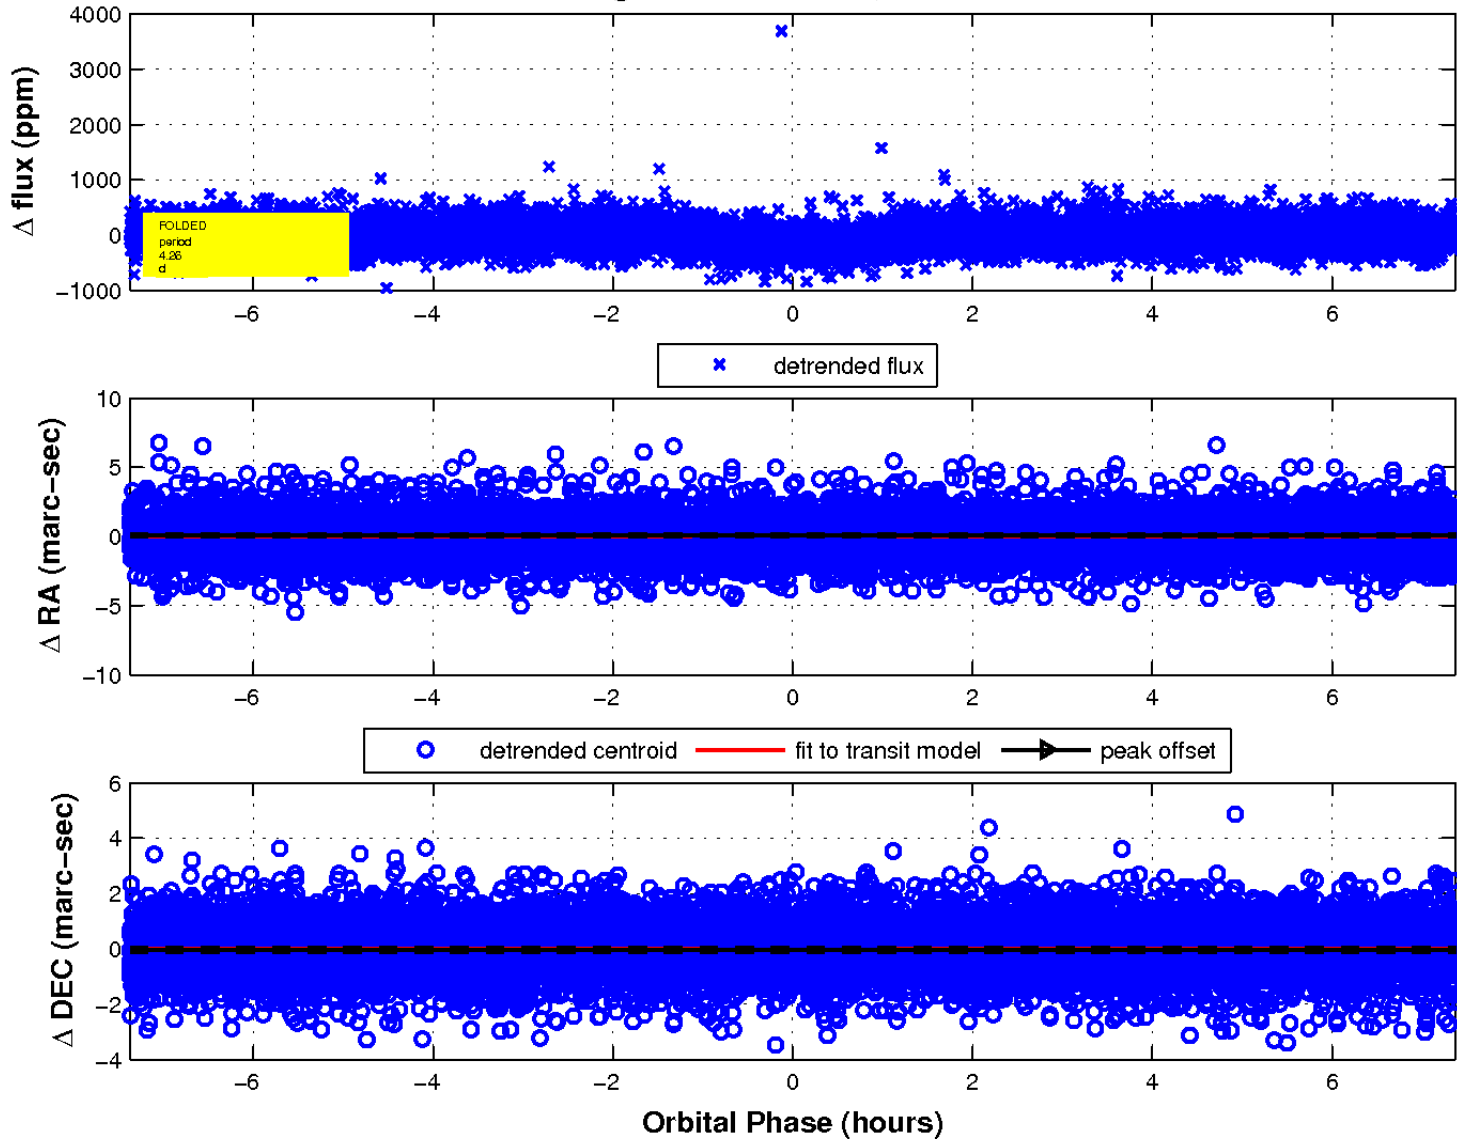 4000
3000
2000
1000
0
−1000
Δ flux (ppm)
FOLDED
period
4.26
d
−6 −4 −2 0 2 4 6
detrended flux
10
5
0
−5
−10
Δ RA (marc−sec)
−6 −4 −2 0 2 4 6
detrended centroid fit to transit model peak offset
6
4
2
0
−2
−4
Δ DEC (marc−sec)
−6 −4 −2 0 2 4 6
Orbital Phase (hours)